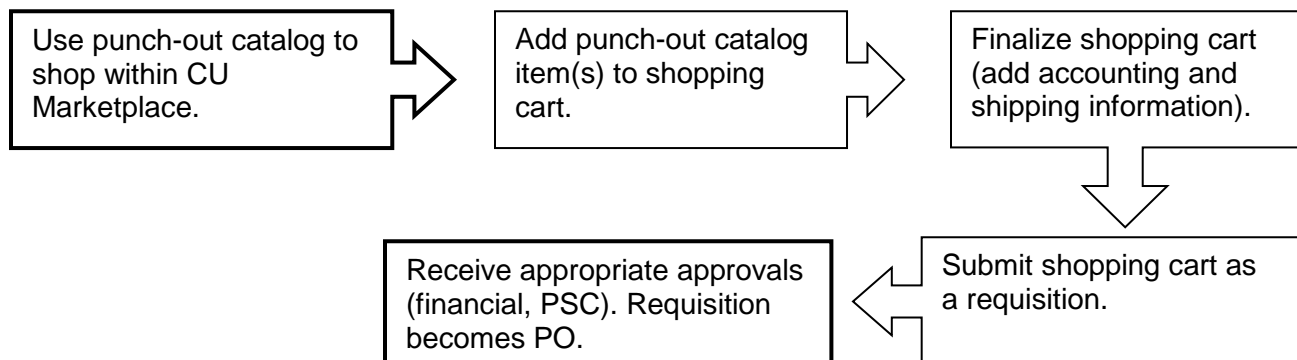 Use punch-out catalog to
shop within CU
Marketplace.
Add punch-out catalog
item(s) to shopping
cart.
Finalize shopping cart
(add accounting and
shipping information).
Submit shopping cart as
a requisition.
Receive appropriate approvals
(financial, PSC). Requisition
becomes PO.